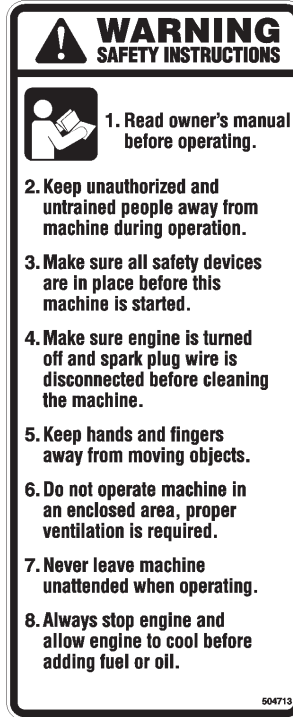 WARNING
SAFETY INSTRUCTIONS
1. Read owner's manual
before operating.
2. Keep unauthorized and
untrained people away from
machine during operation.
3. Make sure all safety devices
are in place before this
machine is started.
4. Make sure engine is turned
off and spark plug wire is
disconnected before cleaning
the machine.
5. Keep hands and fingers
away from moving objects.
6. Do not operate machine in
an enclosed area, proper
ventilation is required.
7. Never leave machine
unattended when operating.
8. Always stop engine and
allow engine to cool before
adding fuel or oil.
504713